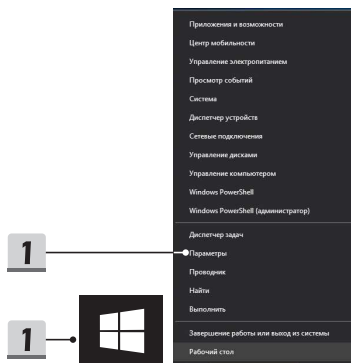 Приложения и возможности
Центр мобильности
Управление электропитанием
Просмотр событий
Система
Диспетчер устройств
Сетевые подключения
Управление дисками
Управление компьютером
Windows PowerShell
Windows PowerShell (администратор)
Диспетчер задач
1
Параметры
Проводник
Найти
Выполнить
1
Завершение работы или выход из системы
Рабочий стол